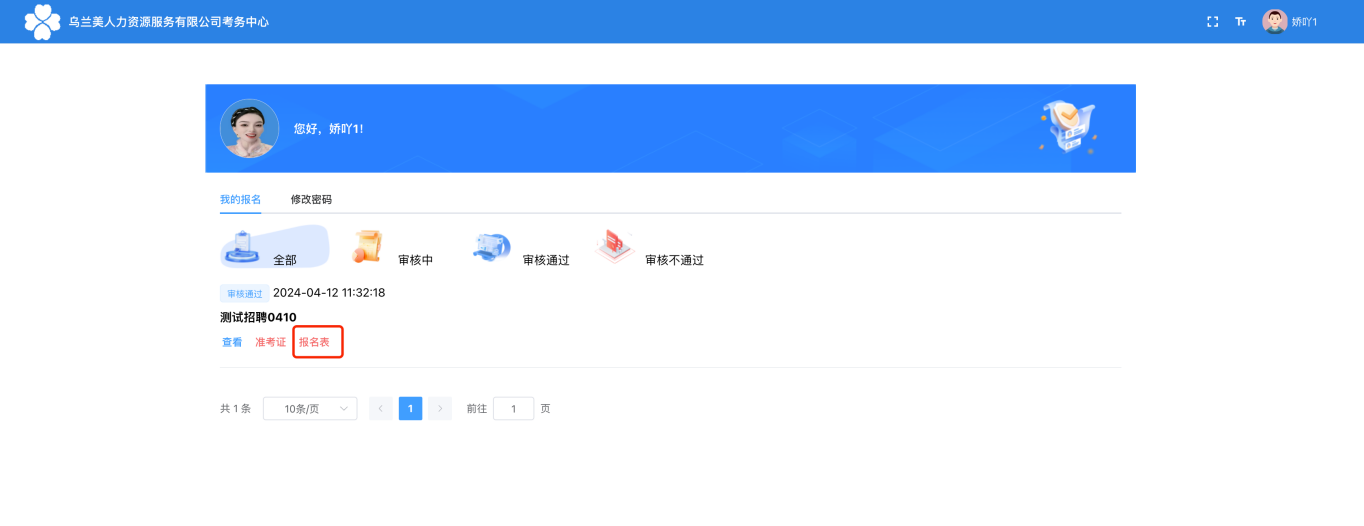 乌兰美人力资源服务有限公司考务中心
Tт 娇吖1
您好，娇吖1!
我的报名 修改密码
全部 审核中 审核通过 审核不通过
审核通过 2024-04-12 11:32:18
测试招聘0410
查看 准考证 报名表
共 1 条 10条/页 1 前往 1 页